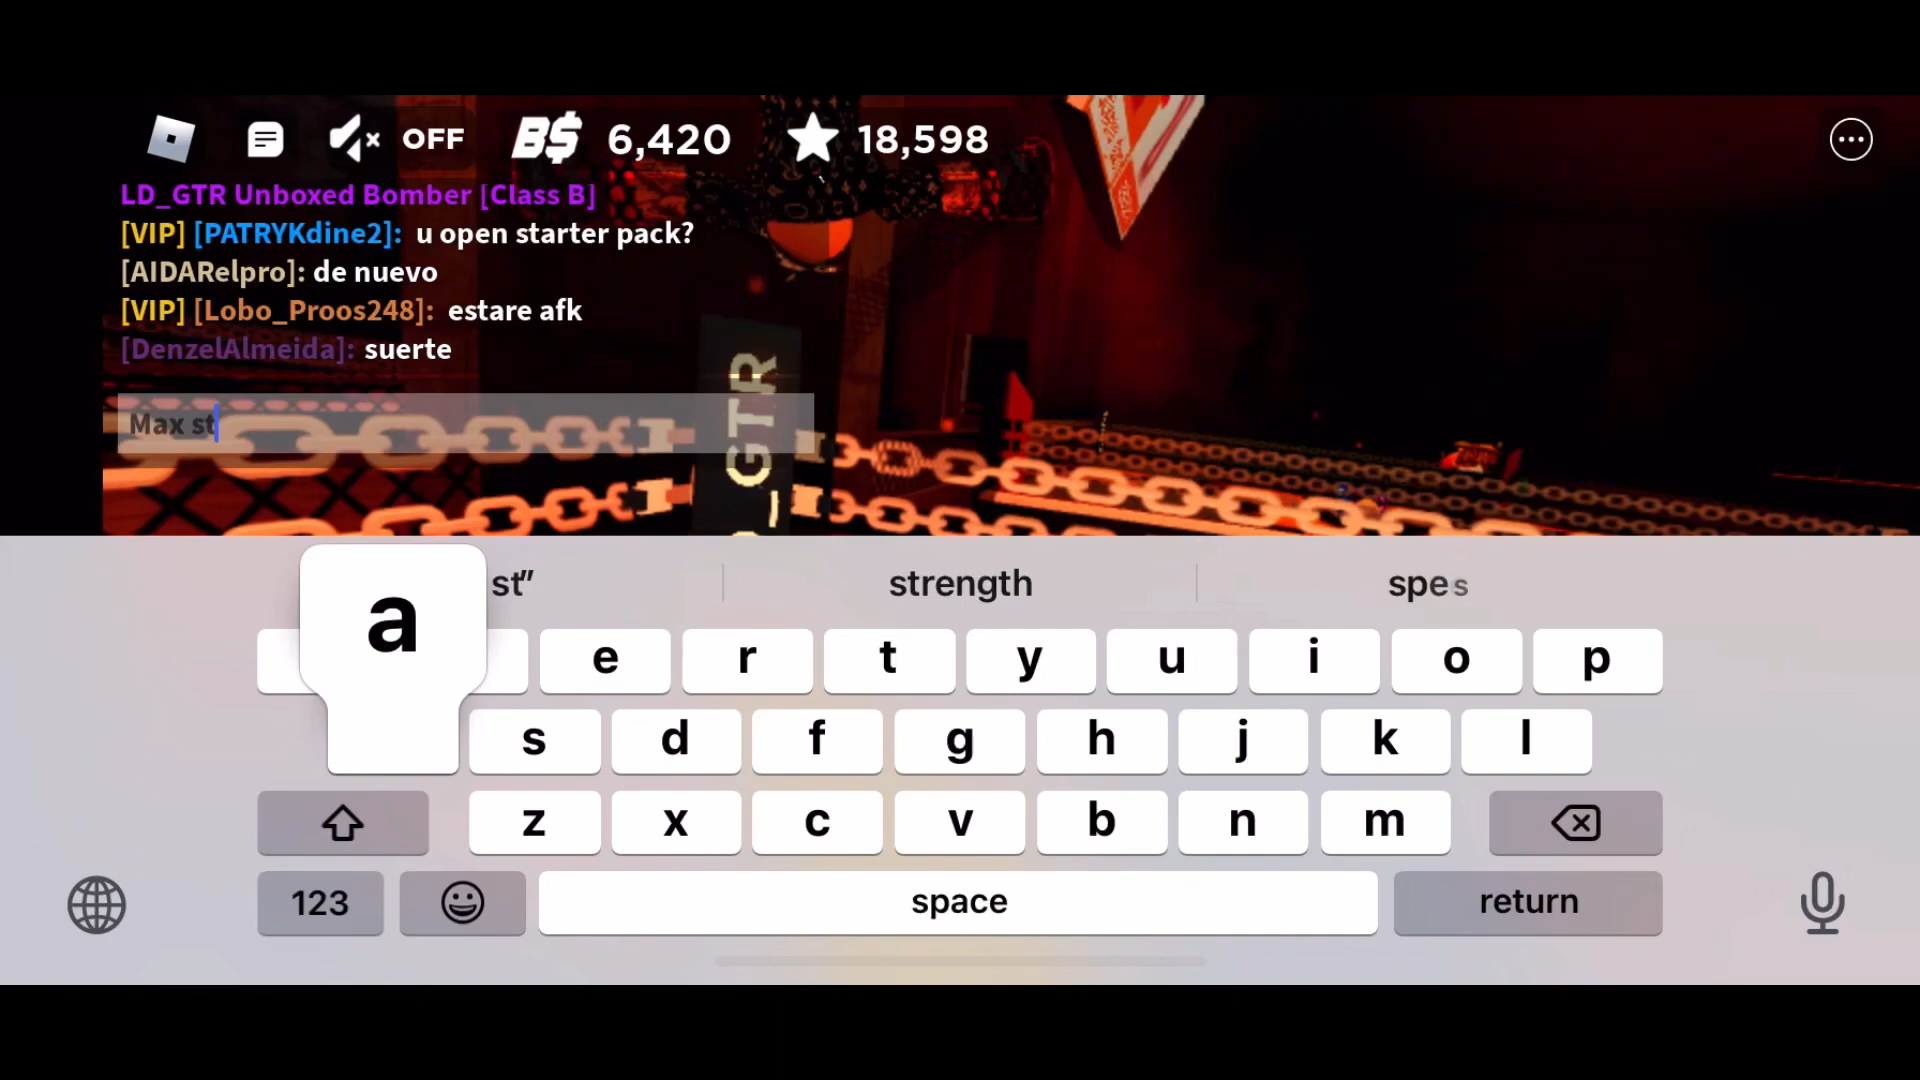 OFF B$ 6,420 18,598
LD_GTR Unboxed Bomber [Class B]
[VIP] [PATRYKdine2]: u open starter pack?
[AIDARelpro]: de nuevo
[VIP] [Lobo_Proos248]: estare afk
[DenzelAlmeida]: suerte
Max st
_GTR
st” strength spes
a
e r t y u i o p
s d f g h j k l
z x c v b n m
123 space return